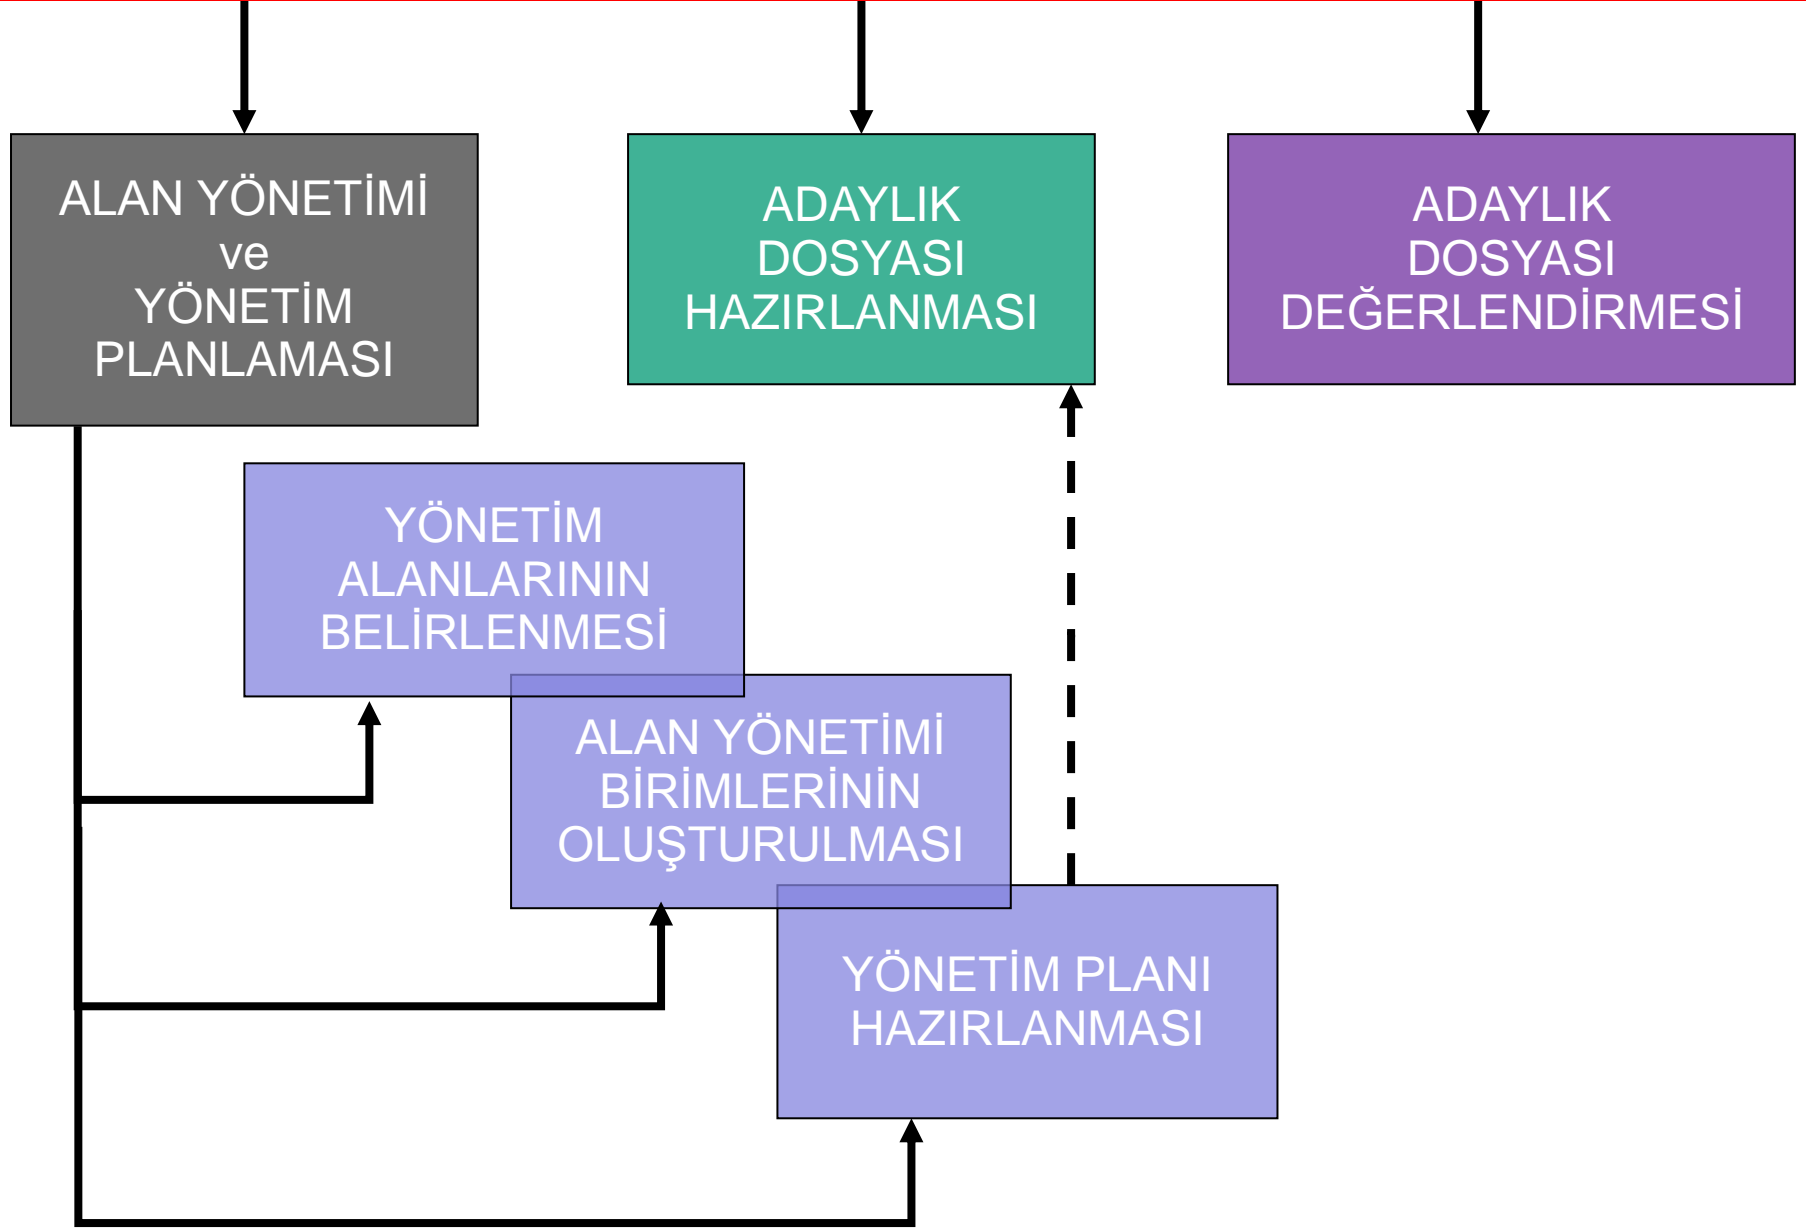 ALAN YÖNETİMİ
ve
YÖNETİM
PLANLAMASI
ADAYLIK
DOSYASI
HAZIRLANMASI
ADAYLIK
DOSYASI
DEĞERLENDİRMESİ
YÖNETİM
ALANLARININ
BELİRLENMESİ
ALAN YÖNETİMİ
BİRİMLERİNİN
OLUŞTURULMASI
YÖNETİM PLANI
HAZIRLANMASI